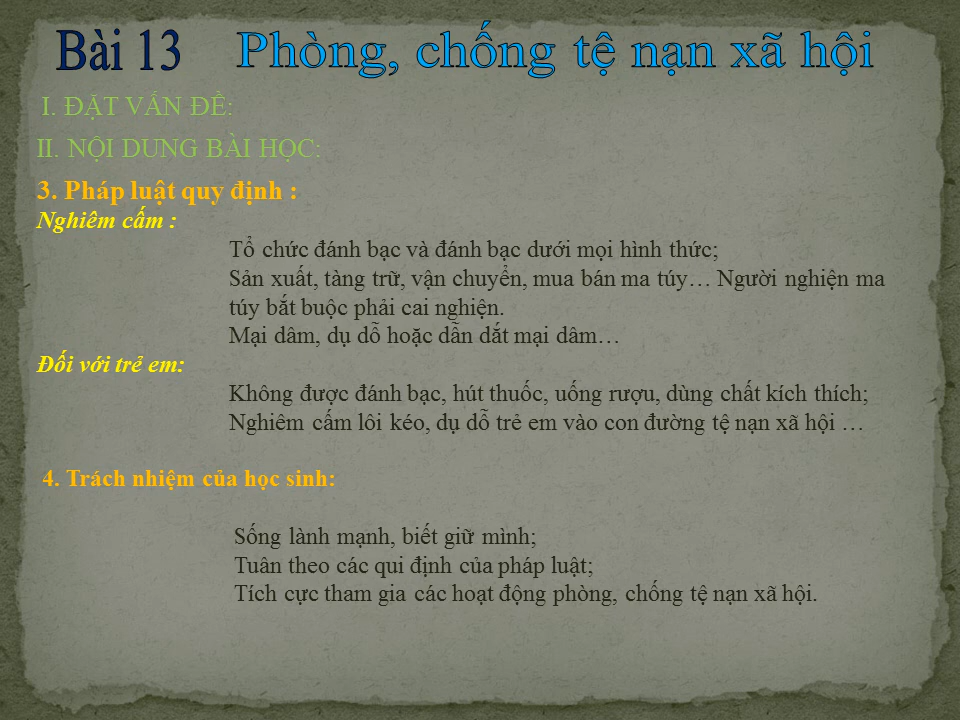 Bài 13 Phòng, chống tệ nạn xã hội
I. ĐẶT VẤN ĐỀ:
II. NỘI DUNG BÀI HỌC:
3. Pháp luật quy định :
Nghiêm cấm :
Tổ chức đánh bạc và đánh bạc dưới mọi hình thức;
Sản xuất, tàng trữ, vận chuyển, mua bán ma túy… Người nghiện ma
túy bắt buộc phải cai nghiện.
Mại dâm, dụ dỗ hoặc dẫn dắt mại dâm…
Đối với trẻ em:
Không được đánh bạc, hút thuốc, uống rượu, dùng chất kích thích;
Nghiêm cấm lôi kéo, dụ dỗ trẻ em vào con đường tệ nạn xã hội …
4. Trách nhiệm của học sinh:
Sống lành mạnh, biết giữ mình;
Tuân theo các qui định của pháp luật;
Tích cực tham gia các hoạt động phòng, chống tệ nạn xã hội.